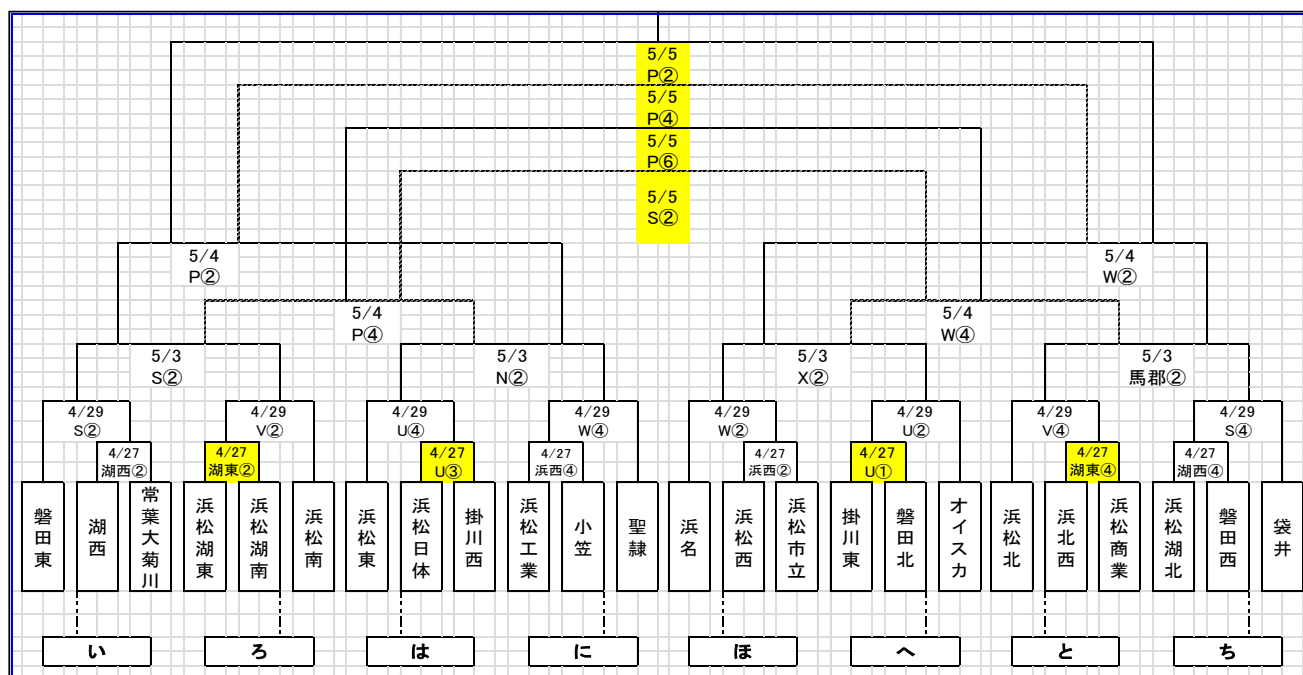 5/5
P②
5/5
P④
5/5
P⑥
5/5
S②
5/4
P②
5/4
W②
5/4
P④
5/4
W④
5/3
S②
5/3
N②
5/3
X②
5/3
馬郡②
4/29
S②
4/29
V②
4/29
U④
4/29
W④
4/29
W②
4/29
U②
4/29
V④
4/29
S④
4/27
湖西②
4/27
湖東②
4/27
U③
4/27
浜西④
4/27
浜西②
4/27
U①
4/27
湖東④
4/27
湖西④
磐田東
湖西
常葉大菊川
浜松湖東
浜松湖南
浜松南
浜松東
浜松日体
掛川西
浜松工業
小笠
聖隷
浜名
浜松西
浜松市立
掛川東
磐田北
オイスカ
浜松北
浜北西
浜松商業
浜松湖北
磐田西
袋井
い
ろ
は
に
ほ
へ
と
ち